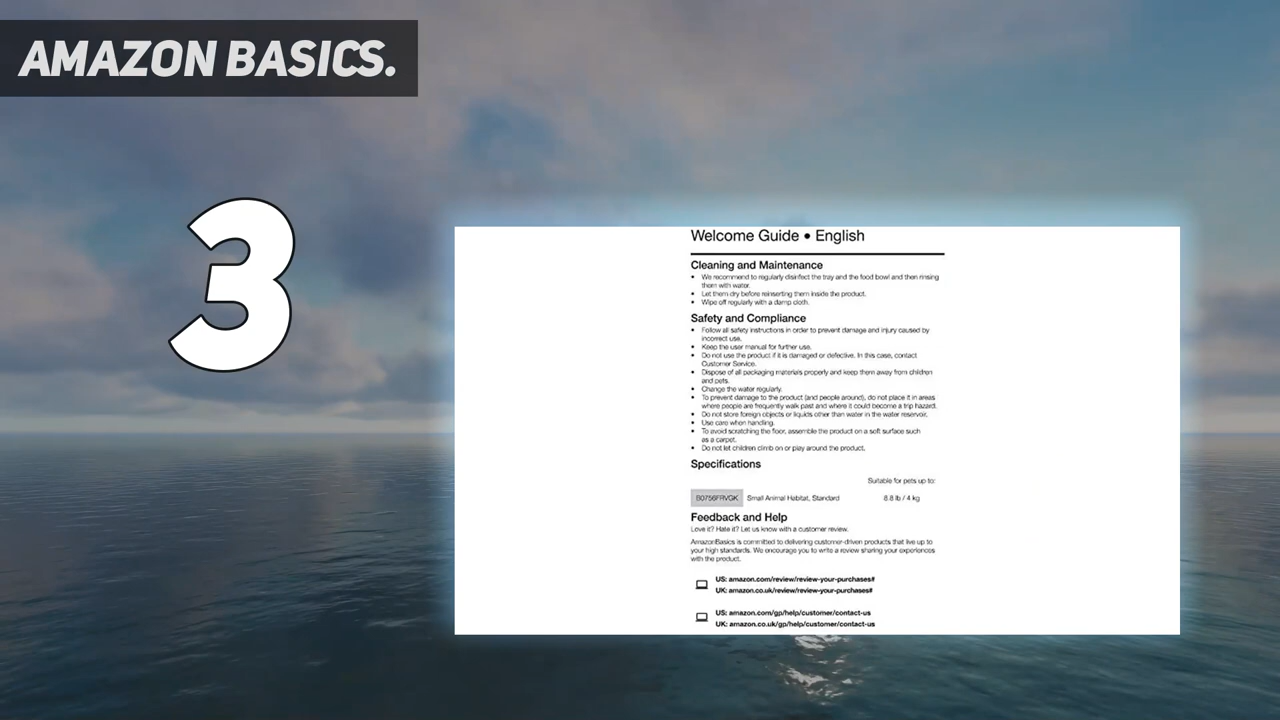 AMAZON BASICS.
3
Welcome Guide • English
Cleaning and Maintenance
• We recommend to regularly disinfect the tray and the food bowl and then rinsing
them with water.
• Let them dry before reinserting them inside the product.
• Wipe off regularly with a damp cloth.
Safety and Compliance
• Follow all safety instructions in order to prevent damage and injury caused by
incorrect use.
• Keep the user manual for further use.
• Do not use the product if it is damaged or defective. In this case, contact
Customer Service.
• Dispose of all packaging materials properly and keep them away from children
and pets.
• Change the water regularly.
• To prevent damage to the product (and people around), do not place it in areas
where people are frequently walk past and where it could become a trip hazard.
• Do not store foreign objects or liquids other than water in the water reservoir.
• Use care when handling.
• To avoid scratching the floor, assemble the product on a soft surface such
as a carpet.
• Do not let children climb on or play around the product.
Specifications
Suitable for pets up to:
B0756FRVGK Small Animal Habitat, Standard 8.8 lb / 4 kg
Feedback and Help
Love it? Hate it? Let us know with a customer review.
AmazonBasics is committed to delivering customer-driven products that live up to
your high standards. We encourage you to write a review sharing your experiences
with the product.
US: amazon.com/review/review-your-purchases#
UK: amazon.co.uk/review/review-your-purchases#
US: amazon.com/gp/help/customer/contact-us
UK: amazon.co.uk/gp/help/customer/contact-us